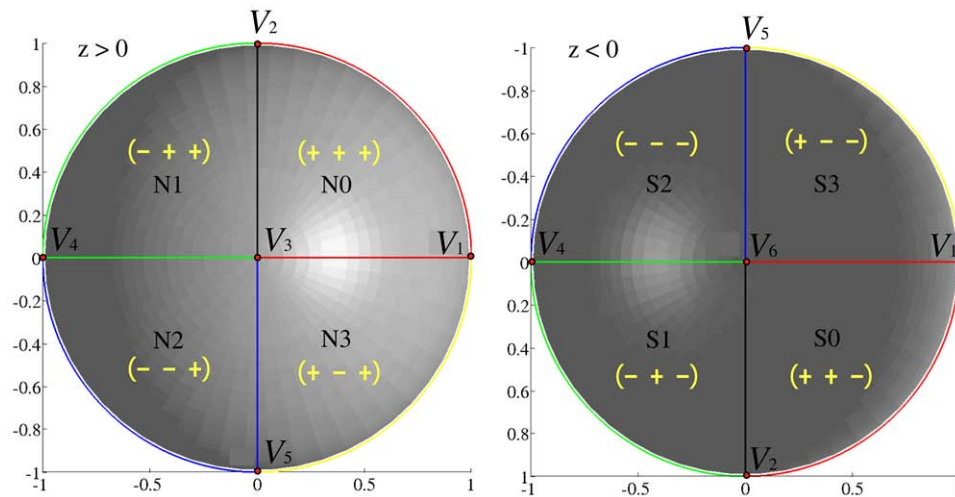 z > 0
V2
1
0.8
0.6
0.4
0.2
0
-0.2
-0.4
-0.6
-0.8
-1
(- + +)
(+ + +)
N1
N0
V4
V3
V1
N2
N3
(- - +)
(+ - +)
V5
-1
-0.5
0
0.5
1
z < 0
V5
-1
-0.8
-0.6
-0.4
-0.2
0
0.2
0.4
0.6
0.8
1
(- - -)
(+ - -)
S2
S3
V4
V6
V1
S1
S0
(- + -)
(+ + -)
V2
-1
-0.5
0
0.5